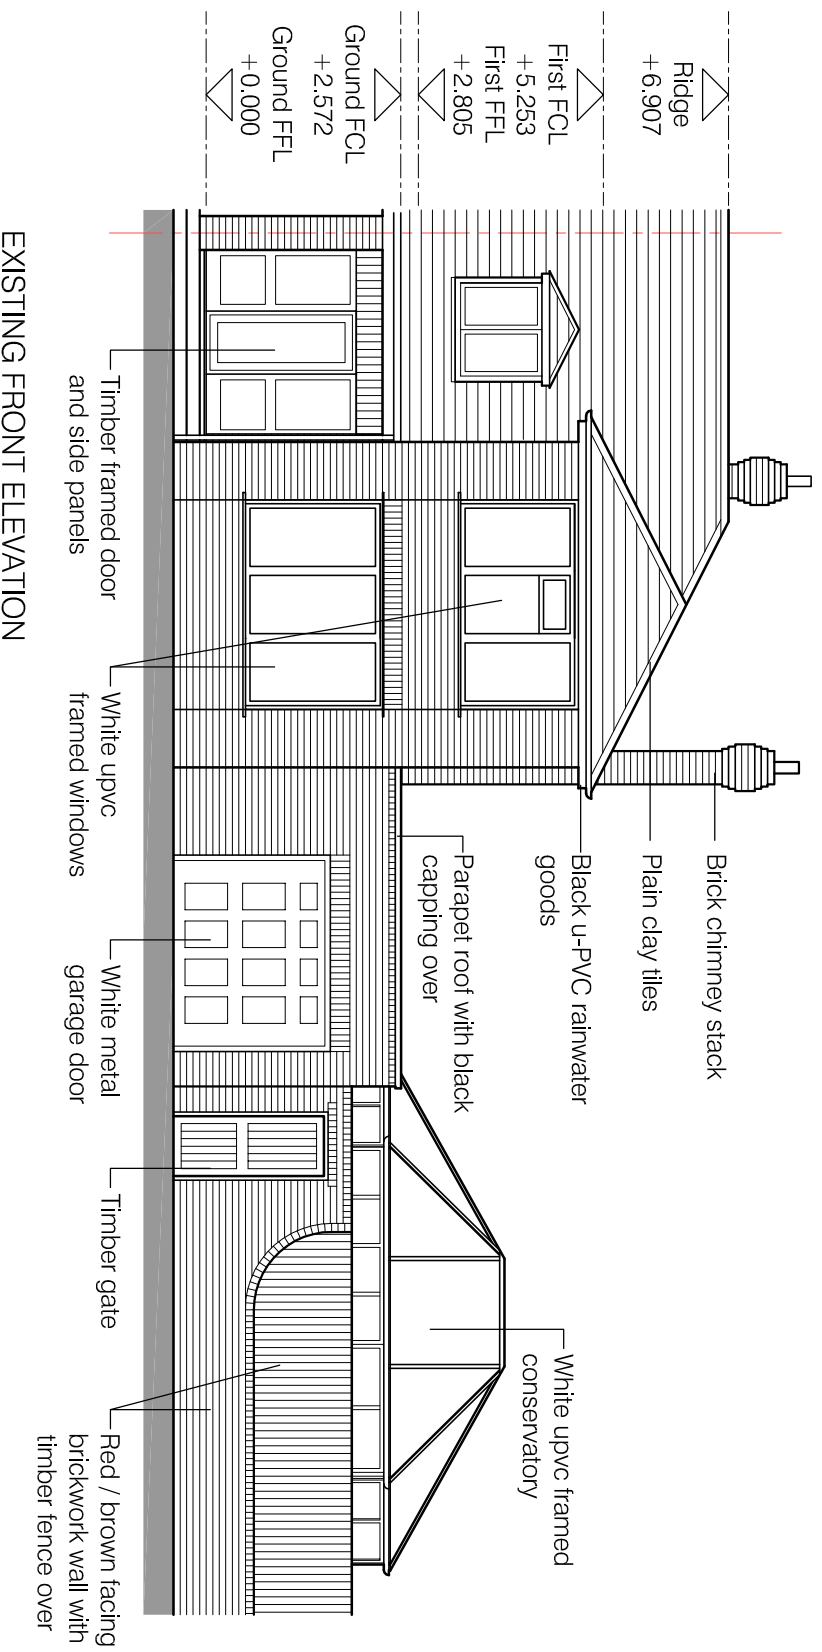 Ridge
+6.907
First FCL
+5.253
First FFL
+2.805
Ground FCL
+2.572
Ground FFL
+0.000
Brick chimney stack
Plain clay tiles
Black u-PVC rainwater
goods
Parapet roof with black
capping over
White upvc framed
conservatory
Timber framed door
and side panels
White upvc
framed windows
White metal
garage door
Timber gate
Red / brown facing
brickwork wall with
timber fence over
EXISTING FRONT ELEVATION